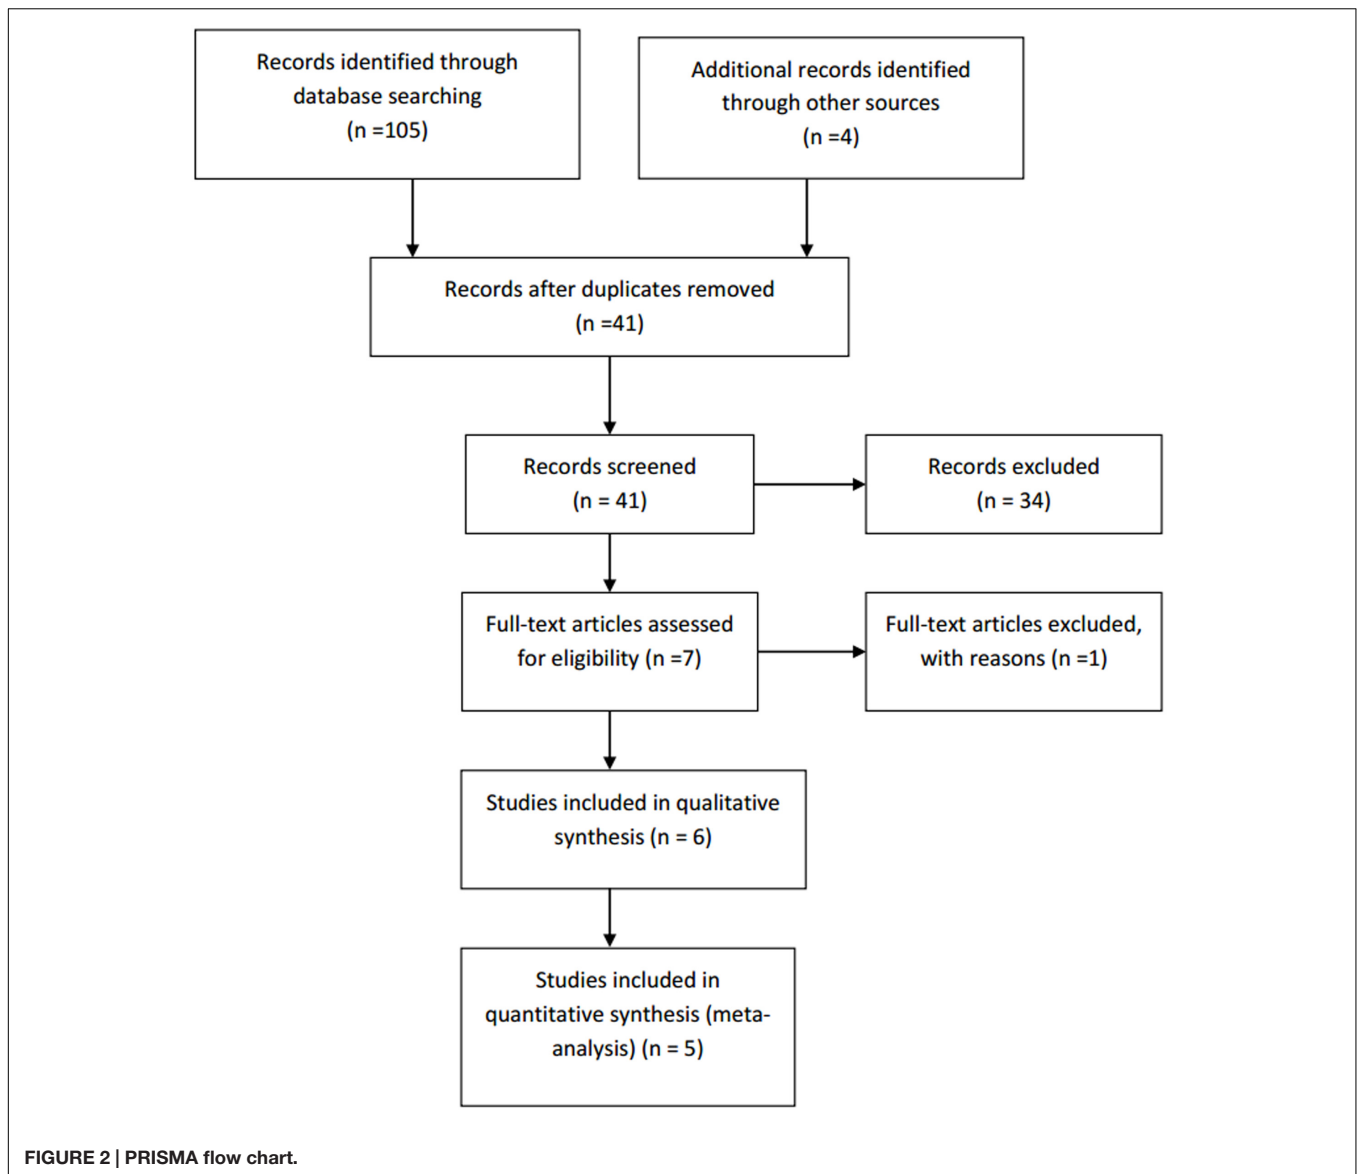 Records identified through
database searching
(n =105)
Additional records identified
through other sources
(n =4)
Records after duplicates removed
(n =41)
Records screened
(n = 41)
Records excluded
(n = 34)
Full-text articles assessed
for eligibility (n =7)
Full-text articles excluded,
with reasons (n =1)
Studies included in qualitative
synthesis (n = 6)
Studies included in
quantitative synthesis (meta-
analysis) (n = 5)
FIGURE 2 | PRISMA flow chart.